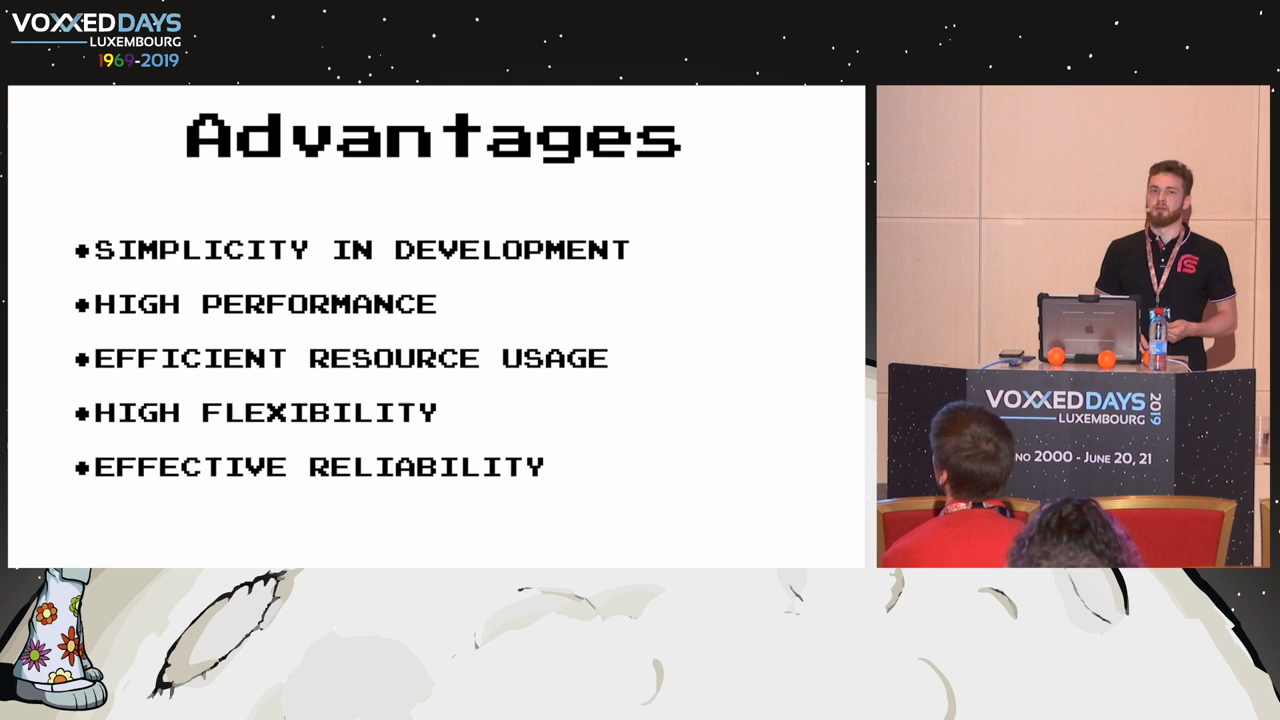 VOXXEDDAYS
LUXEMBOURG
1969-2019
Advantages
•SIMPLICITY IN DEVELOPMENT
•HIGH PERFORMANCE
•EFFICIENT RESOURCE USAGE
•HIGH FLEXIBILITY
•EFFECTIVE RELIABILITY
VOXXEDDAYS
2019
LUXEMBOURG
NO 2000 - JUNE 20, 21